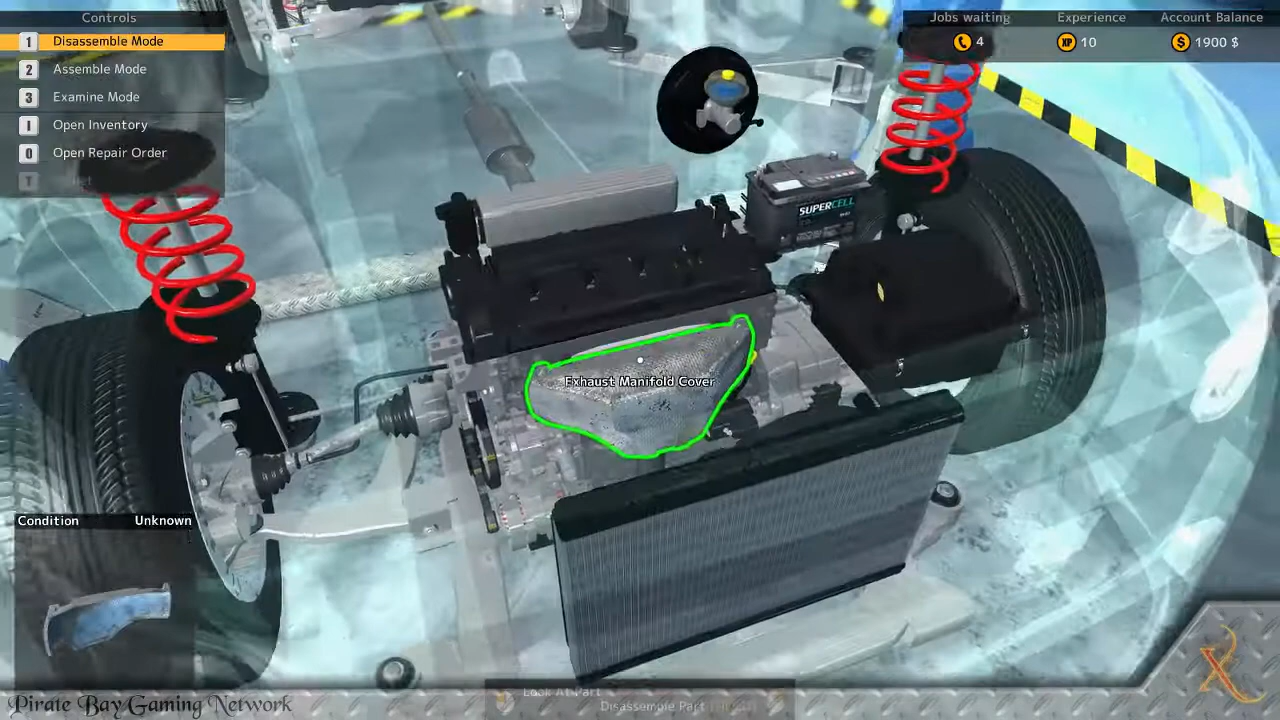 Controls
1 Disassemble Mode
2 Assemble Mode
3 Examine Mode
I Open Inventory
O Open Repair Order
T
Jobs waiting Experience Account Balance
4 XP 10 $ 1900 $
SUPERCELL
Exhaust Manifold Cover
Condition Unknown
Look At Part
Disassemble Part
Pirate Bay Gaming Network